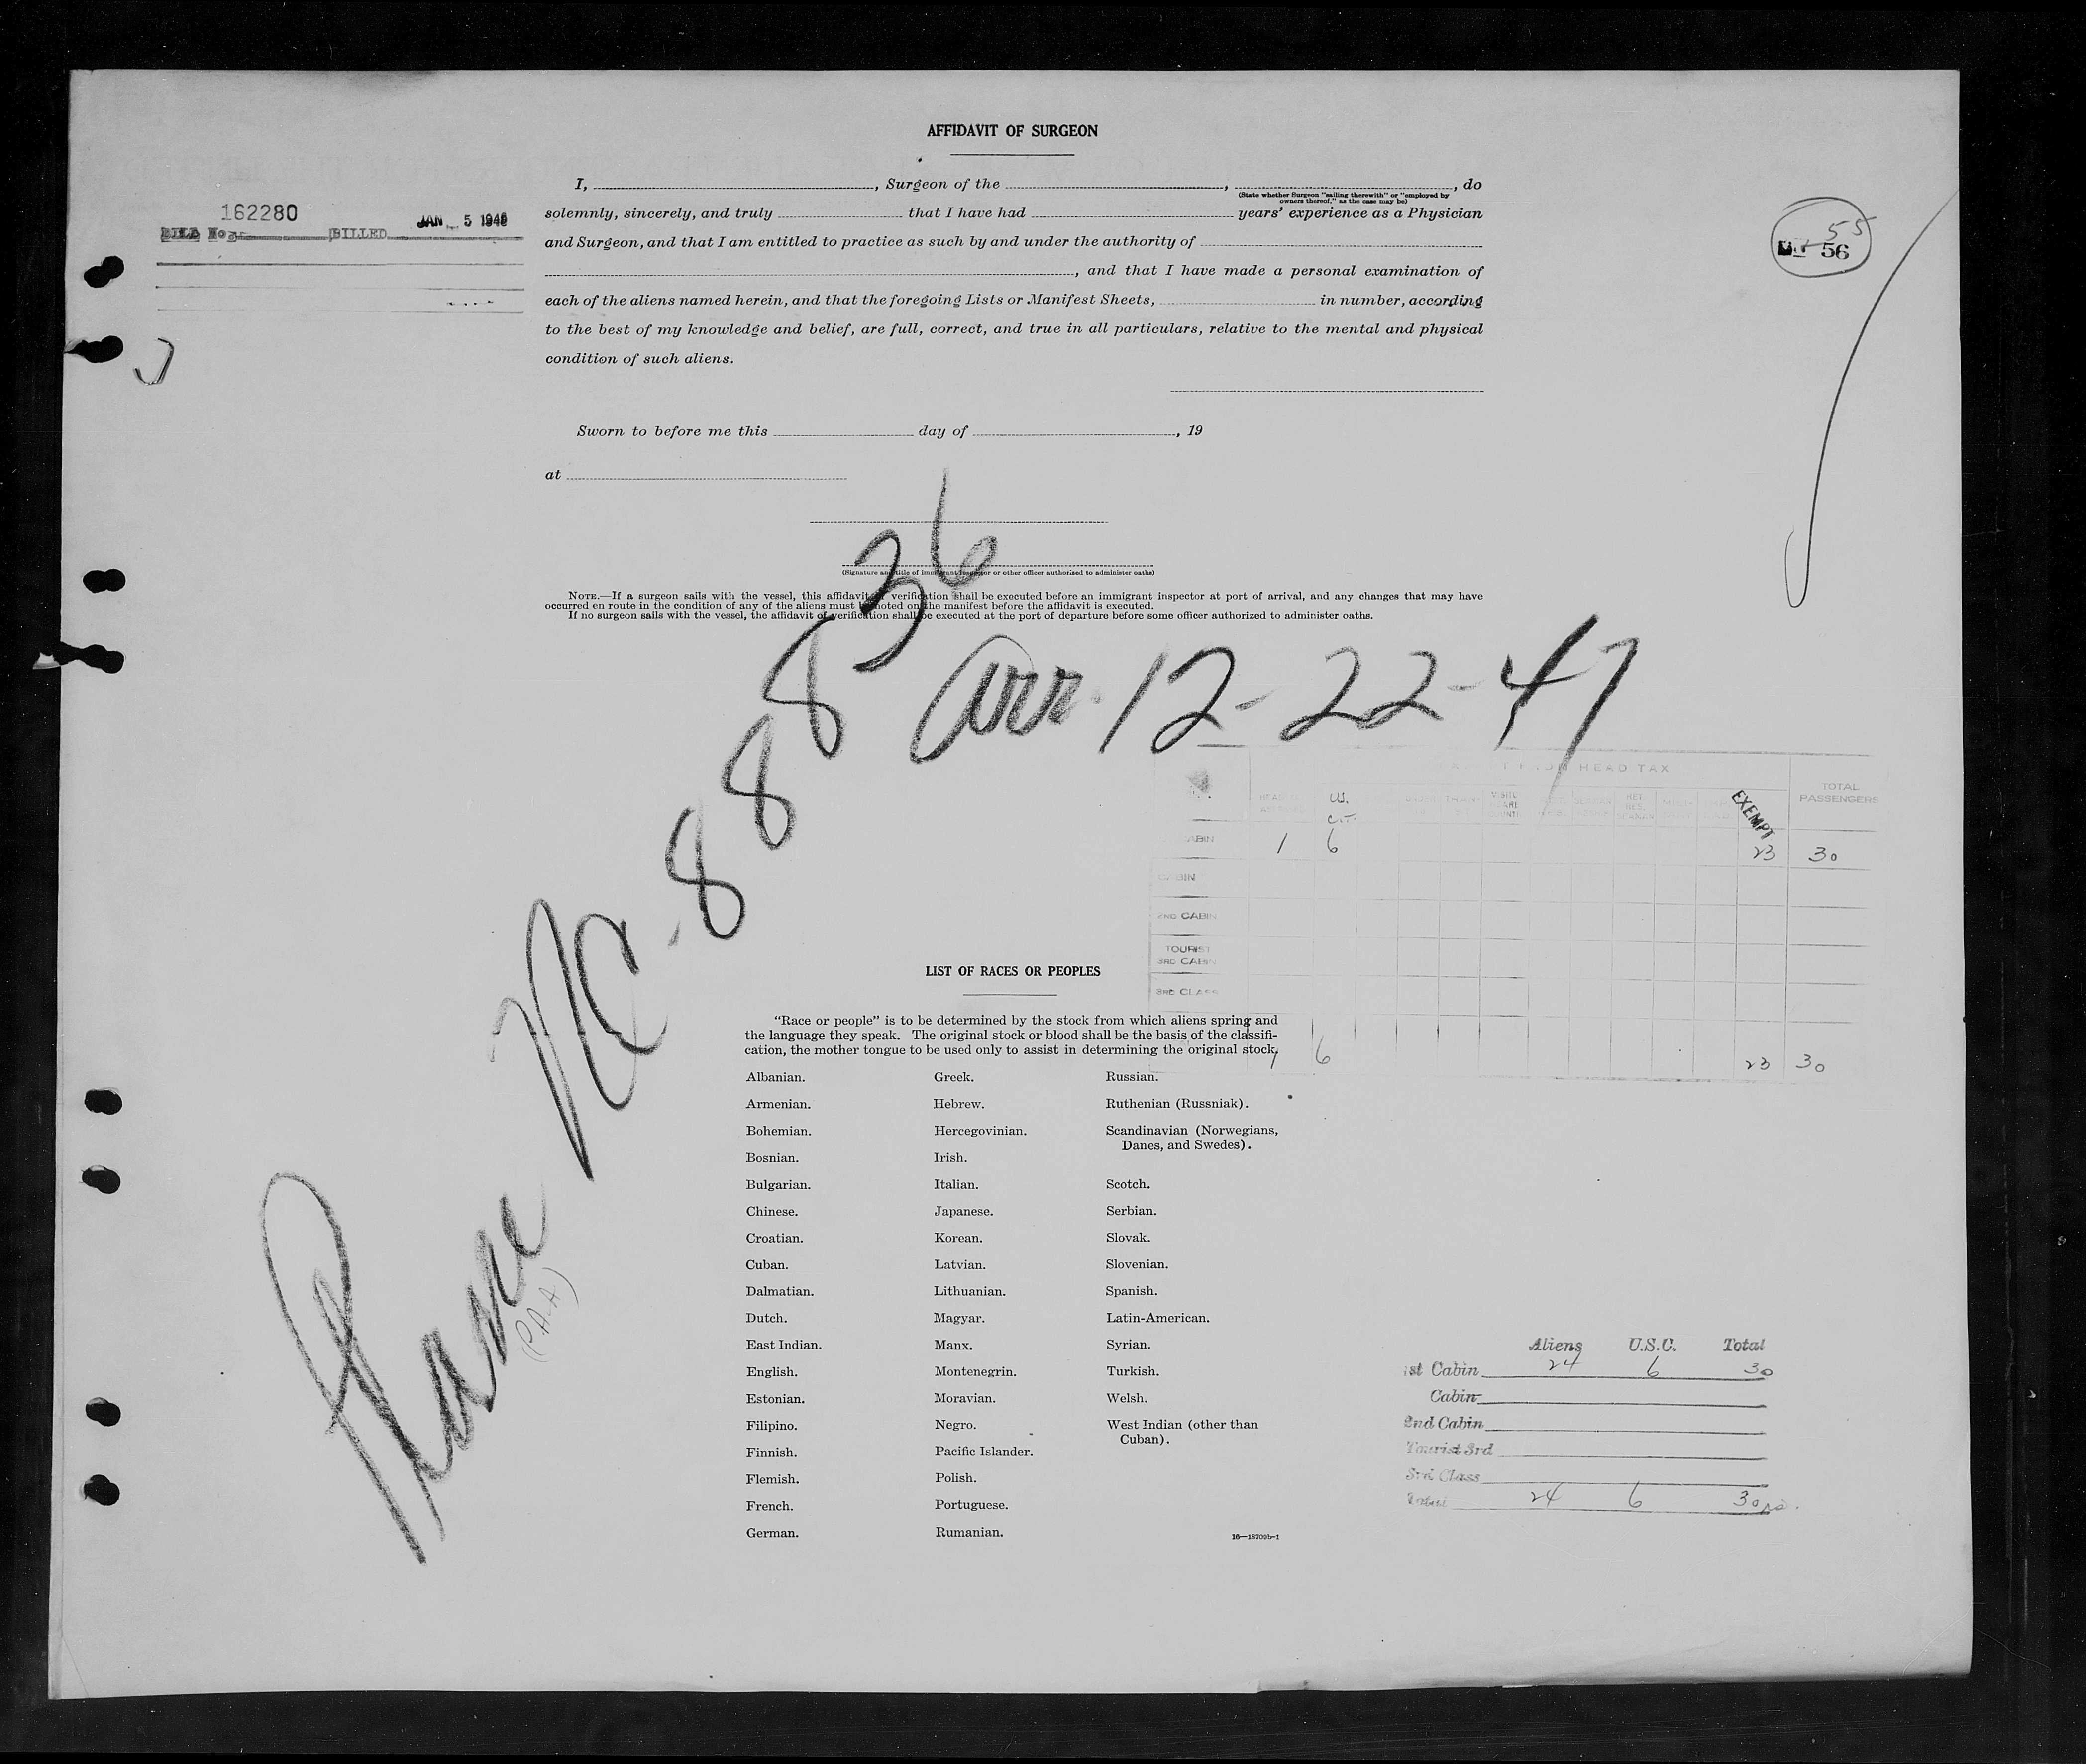 AFFIDAVIT OF SURGEON
I, , Surgeon of the , , do
(State whether Surgeon "sailing therewith" or "employed by
owners thereof," as the case may be)
solemnly, sincerely, and truly that I have had years' experience as a Physician
and Surgeon, and that I am entitled to practice as such by and under the authority of
, and that I have made a personal examination of
each of the aliens named herein, and that the foregoing Lists or Manifest Sheets, in number, according
to the best of my knowledge and belief, are full, correct, and true in all particulars, relative to the mental and physical
condition of such aliens.
162280
BILL No. BILLED JAN 5 1948
55
56
Sworn to before me this day of , 19
at
(Signature and title of immigrant inspector or other officer authorized to administer oaths)
NOTE.—If a surgeon sails with the vessel, this affidavit or verification shall be executed before an immigrant inspector at port of arrival, and any changes that may have
occurred en route in the condition of any of the aliens must be noted on the manifest before the affidavit is executed.
If no surgeon sails with the vessel, the affidavit of verification shall be executed at the port of departure before some officer authorized to administer oaths.
Plane NC-88836
(P.A.A)
Arr. 12-22-47
HEAD TAX
U.S.
CIT.
EXEMPT
TOTAL
PASSENGERS
CABIN 1 6 23 30
CABIN
2ND CABIN
TOURIST
3RD CABIN
3RD CLASS
1 6 23 30
LIST OF RACES OR PEOPLES
"Race or people" is to be determined by the stock from which aliens spring and
the language they speak. The original stock or blood shall be the basis of the classifi-
cation, the mother tongue to be used only to assist in determining the original stock.
Albanian.
Armenian.
Bohemian.
Bosnian.
Bulgarian.
Chinese.
Croatian.
Cuban.
Dalmatian.
Dutch.
East Indian.
English.
Estonian.
Filipino.
Finnish.
Flemish.
French.
German.
Greek.
Hebrew.
Hercegovinian.
Irish.
Italian.
Japanese.
Korean.
Latvian.
Lithuanian.
Magyar.
Manx.
Montenegrin.
Moravian.
Negro.
Pacific Islander.
Polish.
Portuguese.
Rumanian.
Russian.
Ruthenian (Russniak).
Scandinavian (Norwegians,
Danes, and Swedes).
Scotch.
Serbian.
Slovak.
Slovenian.
Spanish.
Latin-American.
Syrian.
Turkish.
Welsh.
West Indian (other than
Cuban).
16—18709b-1
Aliens U.S.C. Total
1st Cabin 24 6 30
Cabin
2nd Cabin
Tourist 3rd
3rd Class
Total 24 6 30